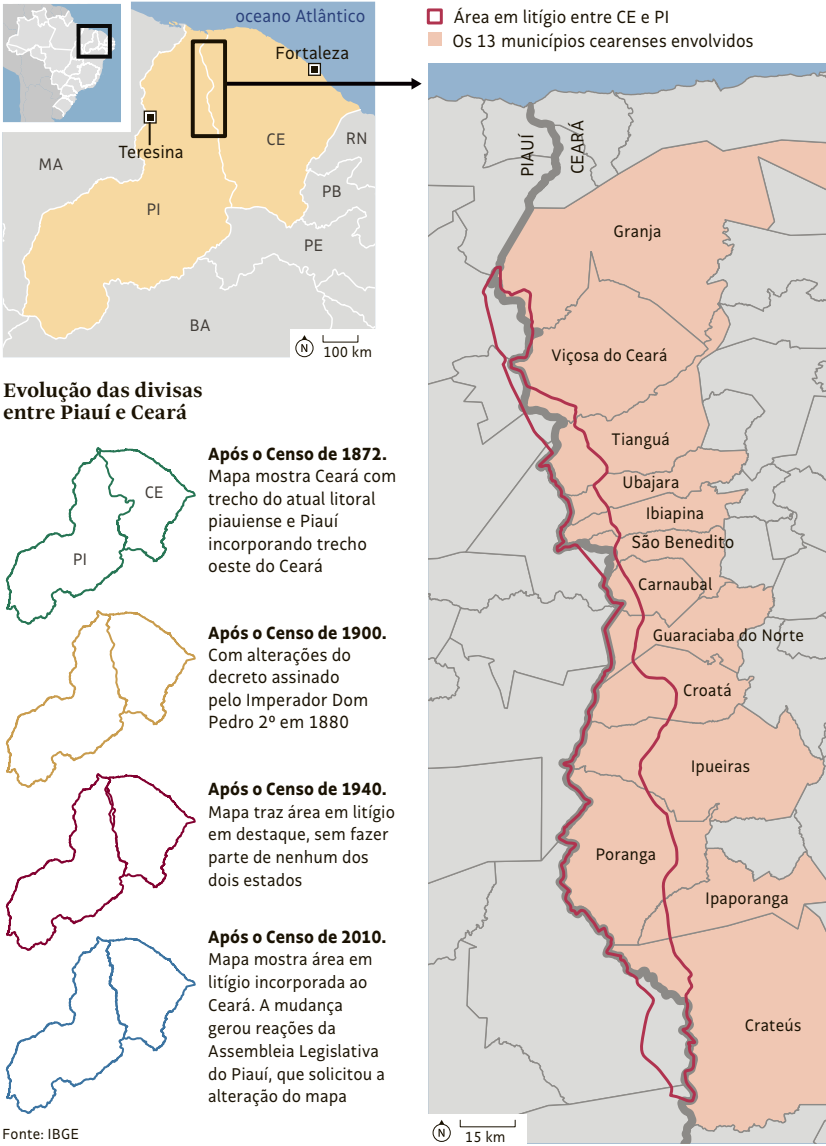 oceano Atlântico
Fortaleza
Teresina
CE
RN
MA
PB
PI
PE
BA
N
100 km
Área em litígio entre CE e PI
Os 13 municípios cearenses envolvidos
PIAUÍ
CEARÁ
Granja
Viçosa do Ceará
Tianguá
Ubajara
Ibiapina
São Benedito
Carnaubal
Guaraciaba do Norte
Croatá
Ipueiras
Poranga
Ipaporanga
Crateús
N
15 km
Evolução das divisas
entre Piauí e Ceará
CE
PI
Após o Censo de 1872.
Mapa mostra Ceará com
trecho do atual litoral
piauiense e Piauí
incorporando trecho
oeste do Ceará
Após o Censo de 1900.
Com alterações do
decreto assinado
pelo Imperador Dom
Pedro 2º em 1880
Após o Censo de 1940.
Mapa traz área em litígio
em destaque, sem fazer
parte de nenhum dos
dois estados
Após o Censo de 2010.
Mapa mostra área em
litígio incorporada ao
Ceará. A mudança
gerou reações da
Assembleia Legislativa
do Piauí, que solicitou a
alteração do mapa
Fonte: IBGE